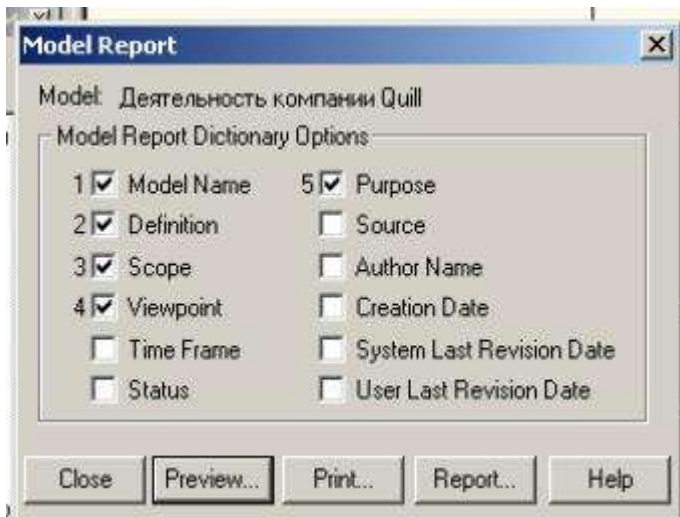 Model Report
Model: Деятельность компании Quill
Model Report Dictionary Options
1 Model Name
2 Definition
3 Scope
4 Viewpoint
Time Frame
Status
5 Purpose
Source
Author Name
Creation Date
System Last Revision Date
User Last Revision Date
Close Preview... Print... Report... Help